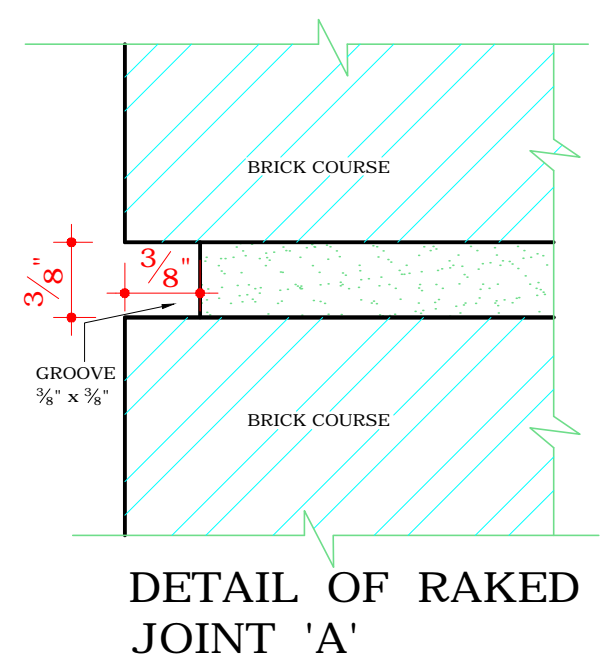 BRICK COURSE
3/8"
3/8"
GROOVE
3/8" x 3/8"
BRICK COURSE
DETAIL OF RAKED
JOINT 'A'